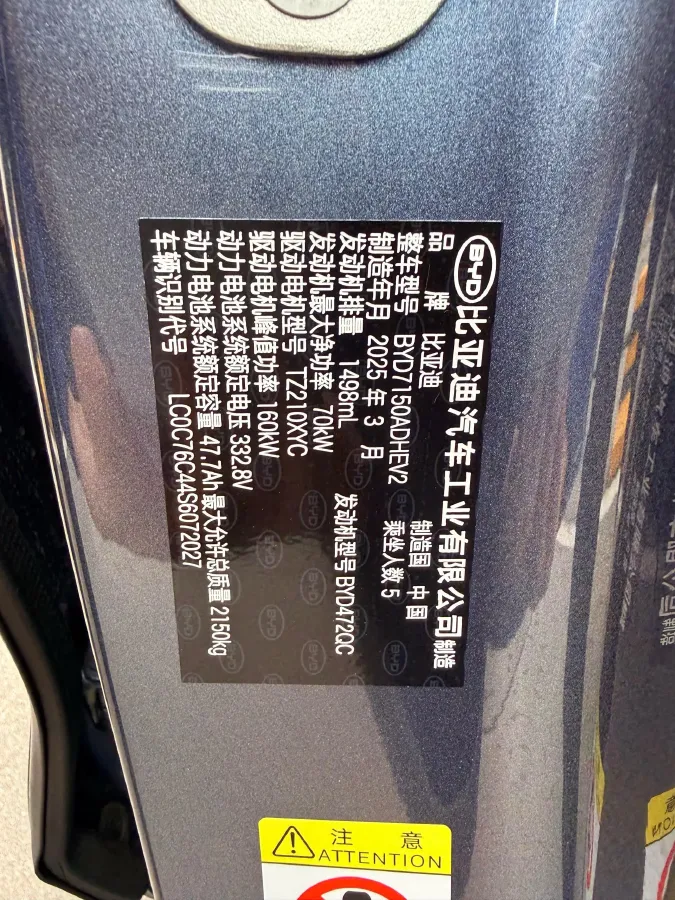 BYD 比亚迪汽车工业有限公司 制造
品牌 比亚迪 制造国 中国
整车型号 BYD7150ADHEV2 乘坐人数 5
制造年月 2025 年 3 月
发动机排量 1498mL 发动机型号 BYD472QC
发动机最大净功率 70kW
驱动电机型号 TZ210XYC
驱动电机峰值功率 160kW
动力电池系统额定电压 332.8V
动力电池系统额定容量 47.7Ah 最大允许总质量 2150kg
车辆识别代号 LC0C76C44S6072027
注意
ATTENTION